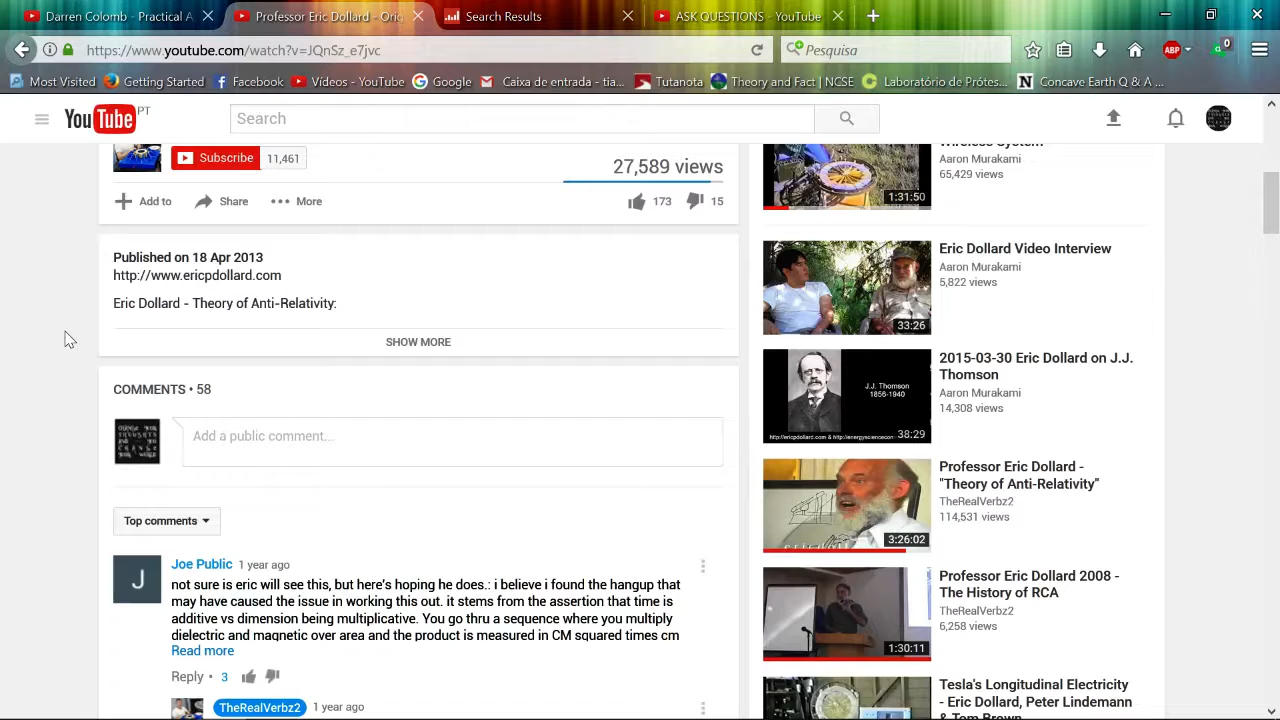 Darren Colomb - Practical A
Professor Eric Dollard - Orig
Search Results
ASK QUESTIONS - YouTube
https://www.youtube.com/watch?v=JQnSz_e7jvc
Pesquisa
ABP
0
Most Visited
Getting Started
Facebook
Vídeos - YouTube
Google
Caixa de entrada - tia...
Tutanota
Theory and Fact | NCSE
Laboratório de Prótes...
Concave Earth Q & A ...
YouTube PT
Search
Subscribe 11,461
27,589 views
Add to
Share
More
173
15
Published on 18 Apr 2013
http://www.ericpdollard.com
Eric Dollard - Theory of Anti-Relativity:
SHOW MORE
COMMENTS • 58
Add a public comment...
Top comments
J
Joe Public 1 year ago
not sure is eric will see this, but here's hoping he does.: i believe i found the hangup that
may have caused the issue in working this out. it stems from the assertion that time is
additive vs dimension being multiplicative. You go thru a sequence where you multiply
dielectric and magnetic over area and the product is measured in CM squared times cm
Read more
Reply • 3
TheRealVerbz2 1 year ago
Wireless System
Aaron Murakami
65,429 views
1:31:50
Eric Dollard Video Interview
Aaron Murakami
5,822 views
33:26
2015-03-30 Eric Dollard on J.J.
Thomson
Aaron Murakami
14,308 views
J.J. Thomson
1856-1940
38:29
Professor Eric Dollard -
"Theory of Anti-Relativity"
TheRealVerbz2
114,531 views
3:26:02
Professor Eric Dollard 2008 -
The History of RCA
TheRealVerbz2
6,258 views
1:30:11
Tesla's Longitudinal Electricity
- Eric Dollard, Peter Lindemann
& Tom Brown